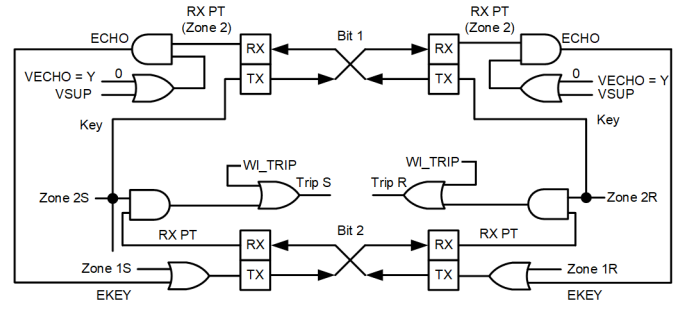 RX PT
(Zone 2)
RX PT
(Zone 2)
ECHO
RX
Bit 1
RX
ECHO
VECHO = Y
0
VSUP
TX
TX
0
VECHO = Y
VSUP
Key
Key
WI_TRIP
WI_TRIP
Trip S
Trip R
Zone 2S
Zone 2R
RX PT
RX
Bit 2
RX
RX PT
Zone 1S
TX
TX
Zone 1R
EKEY
EKEY